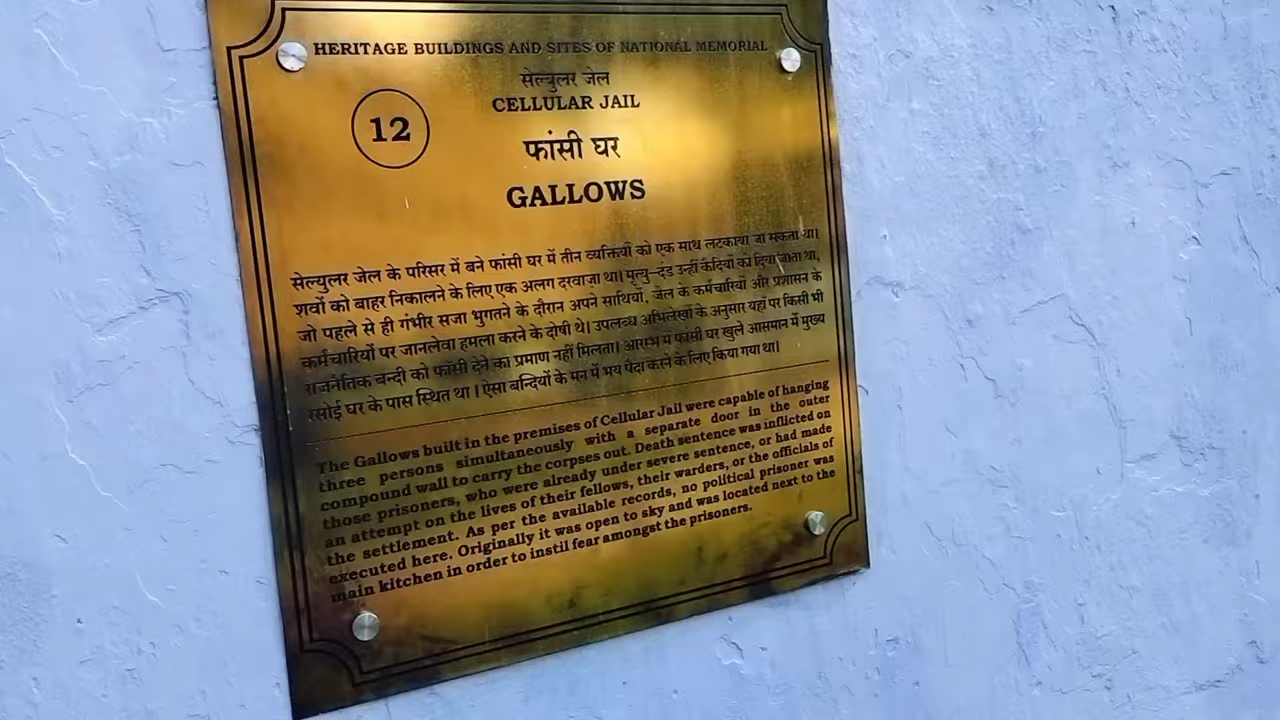 HERITAGE BUILDINGS AND SITES OF NATIONAL MEMORIAL
सेल्युलर जेल
CELLULAR JAIL
12
फांसी घर
GALLOWS
सेल्युलर जेल के परिसर में बने फांसी घर में तीन व्यक्तियों को एक साथ लटकाया जा सकता था।
शवों को बाहर निकालने के लिए एक अलग दरवाजा था। मृत्यु-दंड उन्हीं कैदियों को दिया जाता था,
जो पहले से ही गंभीर सजा भुगतने के दौरान अपने साथियों, जेल के कर्मचारियों और प्रशासन के
कर्मचारियों पर जानलेवा हमला करने के दोषी थे। उपलब्ध अभिलेखों के अनुसार यहाँ पर किसी भी
राजनैतिक बन्दी को फाँसी देने का प्रमाण नहीं मिलता। आरम्भ में फांसी घर खुले आसमान में मुख्य
रसोई घर के पास स्थित था। ऐसा बन्दियों के मन में भय पैदा करने के लिए किया गया था।
The Gallows built in the premises of Cellular Jail were capable of hanging
three persons simultaneously with a separate door in the outer
compound wall to carry the corpses out. Death sentence was inflicted on
those prisoners, who were already under severe sentence, or had made
an attempt on the lives of their fellows, their warders, or the officials of
the settlement. As per the available records, no political prisoner was
executed here. Originally it was open to sky and was located next to the
main kitchen in order to instil fear amongst the prisoners.